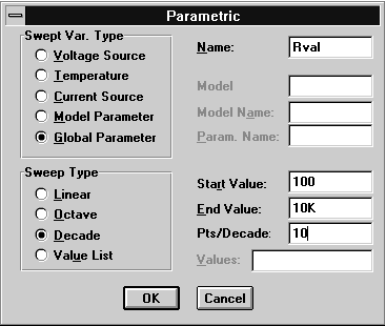 Parametric
Swept Var. Type
Voltage Source
Temperature
Current Source
Model Parameter
Global Parameter
Name: Rval
Model
Model Name:
Param. Name:
Sweep Type
Linear
Octave
Decade
Value List
Start Value: 100
End Value: 10K
Pts/Decade: 10
Values:
OK Cancel